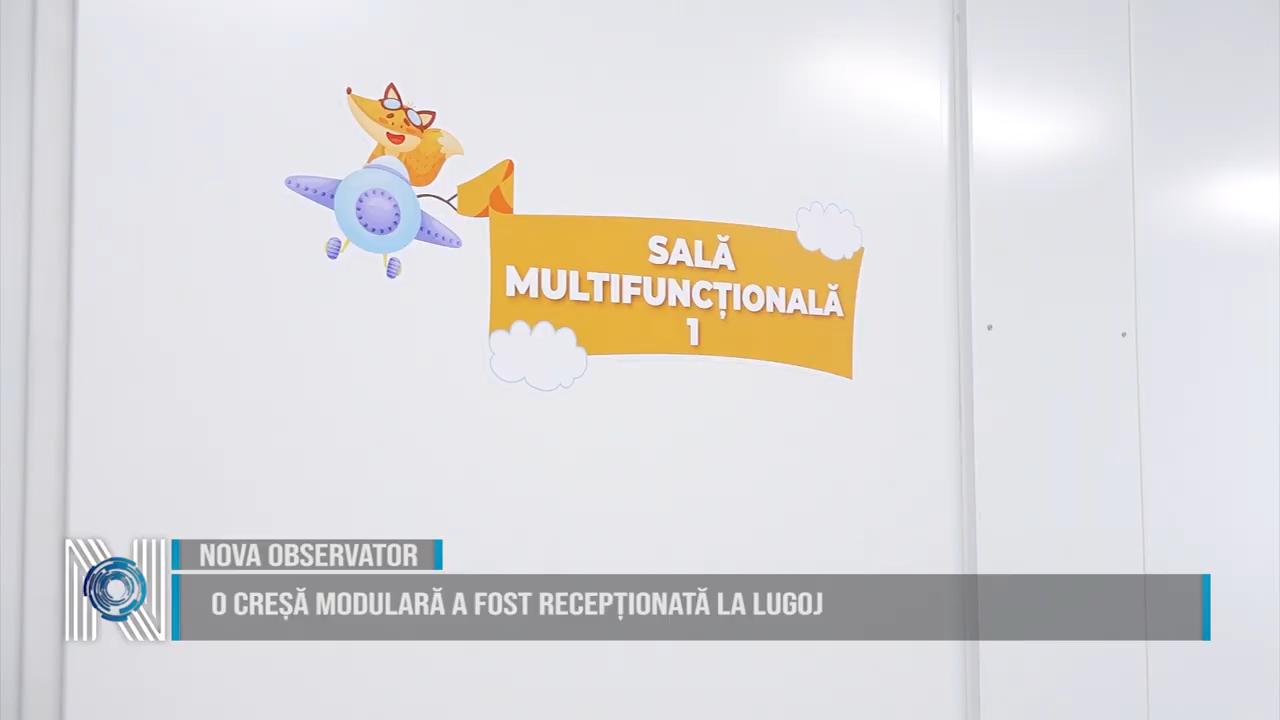 SALĂ
MULTIFUNCȚIONALĂ
1
NOVA OBSERVATOR
O CREȘĂ MODULARĂ A FOST RECEPȚIONATĂ LA LUGOJ